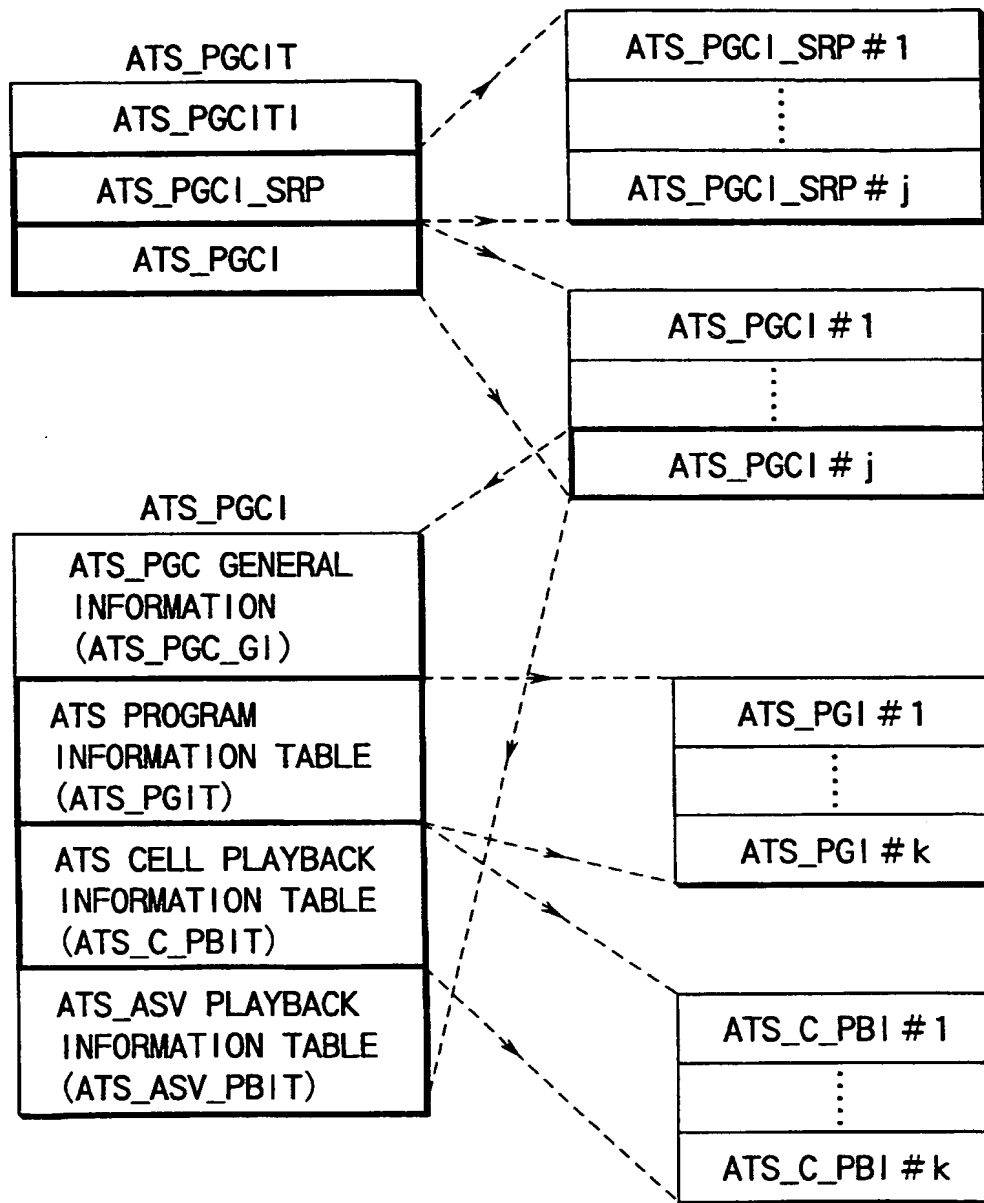 ATS_PGCIT
ATS_PGCITI
ATS_PGCI_SRP
ATS_PGCI
ATS_PGCI_SRP#1
ATS_PGCI_SRP#j
ATS_PGCI#1
ATS_PGCI#j
ATS_PGCI
ATS_PGC GENERAL
INFORMATION
(ATS_PGC_GI)
ATS PROGRAM
INFORMATION TABLE
(ATS_PGIT)
ATS CELL PLAYBACK
INFORMATION TABLE
(ATS_C_PBIT)
ATS_ASV PLAYBACK
INFORMATION TABLE
(ATS_ASV_PBIT)
ATS_PGI#1
ATS_PGI#k
ATS_C_PBI#1
ATS_C_PBI#k